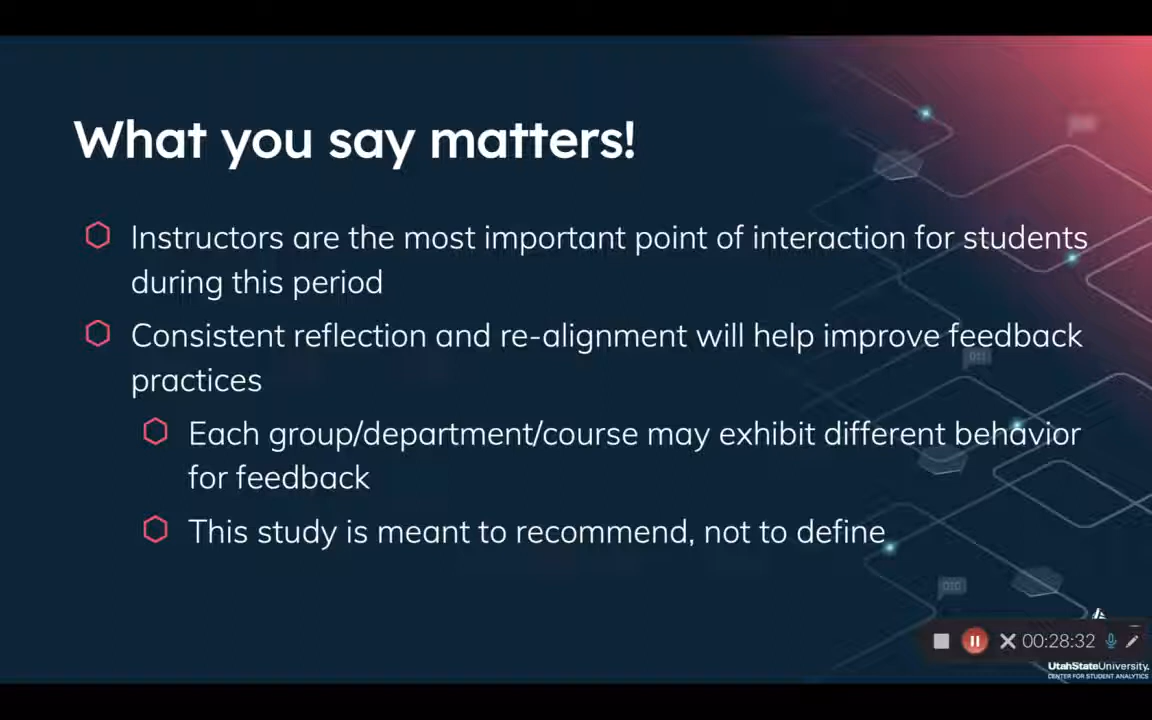 What you say matters!
Instructors are the most important point of interaction for students
during this period
Consistent reflection and re-alignment will help improve feedback
practices
Each group/department/course may exhibit different behavior
for feedback
This study is meant to recommend, not to define
010
00:28:32
UtahStateUniversity.
CENTER FOR STUDENT ANALYTICS